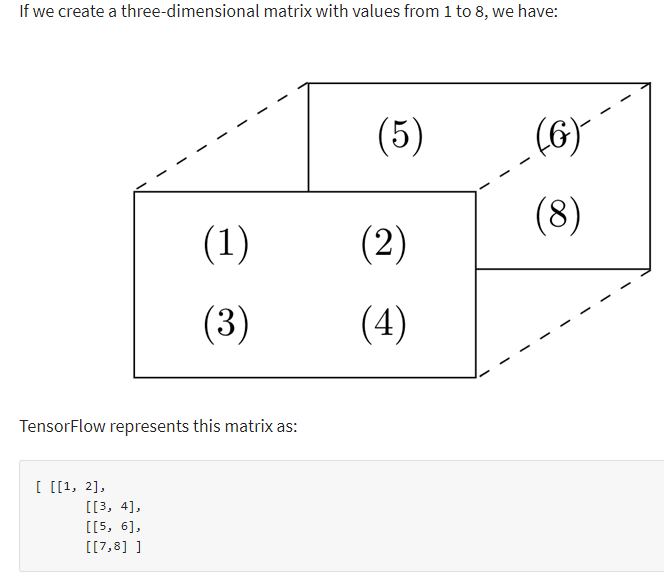 If we create a three-dimensional matrix with values from 1 to 8, we have:
(5) (6)
(8)
(1) (2)
(3) (4)
TensorFlow represents this matrix as:
[ [[1, 2],
[[3, 4],
[[5, 6],
[[7,8] ]